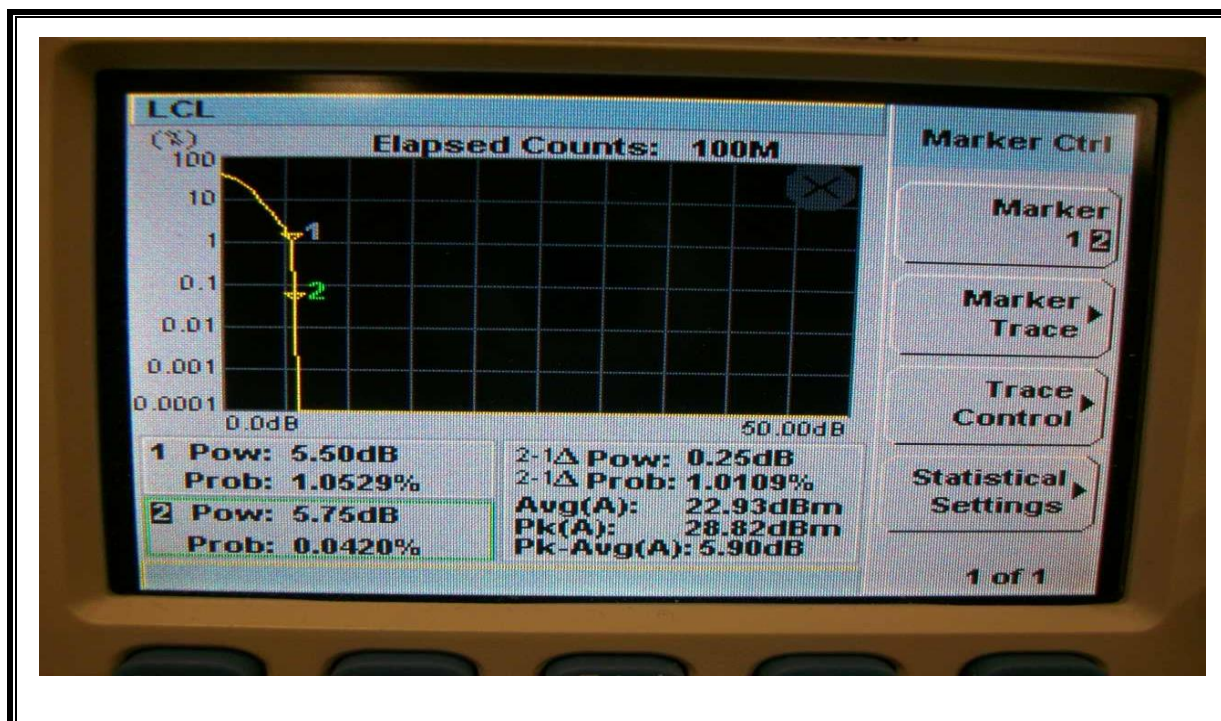 LCL
(%)
Elapsed Counts: 100M
100
10
1
0.1
0.01
0.001
0.0001
1
2
0.0dB
50.00dB
1 Pow: 5.50dB
Prob: 1.0529%
2 Pow: 5.75dB
Prob: 0.0420%
2-1Δ Pow: 0.25dB
2-1Δ Prob: 1.0109%
Avg(A): 22.93dBm
Pk(A): 28.82dBm
Pk-Avg(A): 5.90dB
Marker Ctrl
Marker
1 2
Marker
Trace
Trace
Control
Statistical
Settings
1 of 1